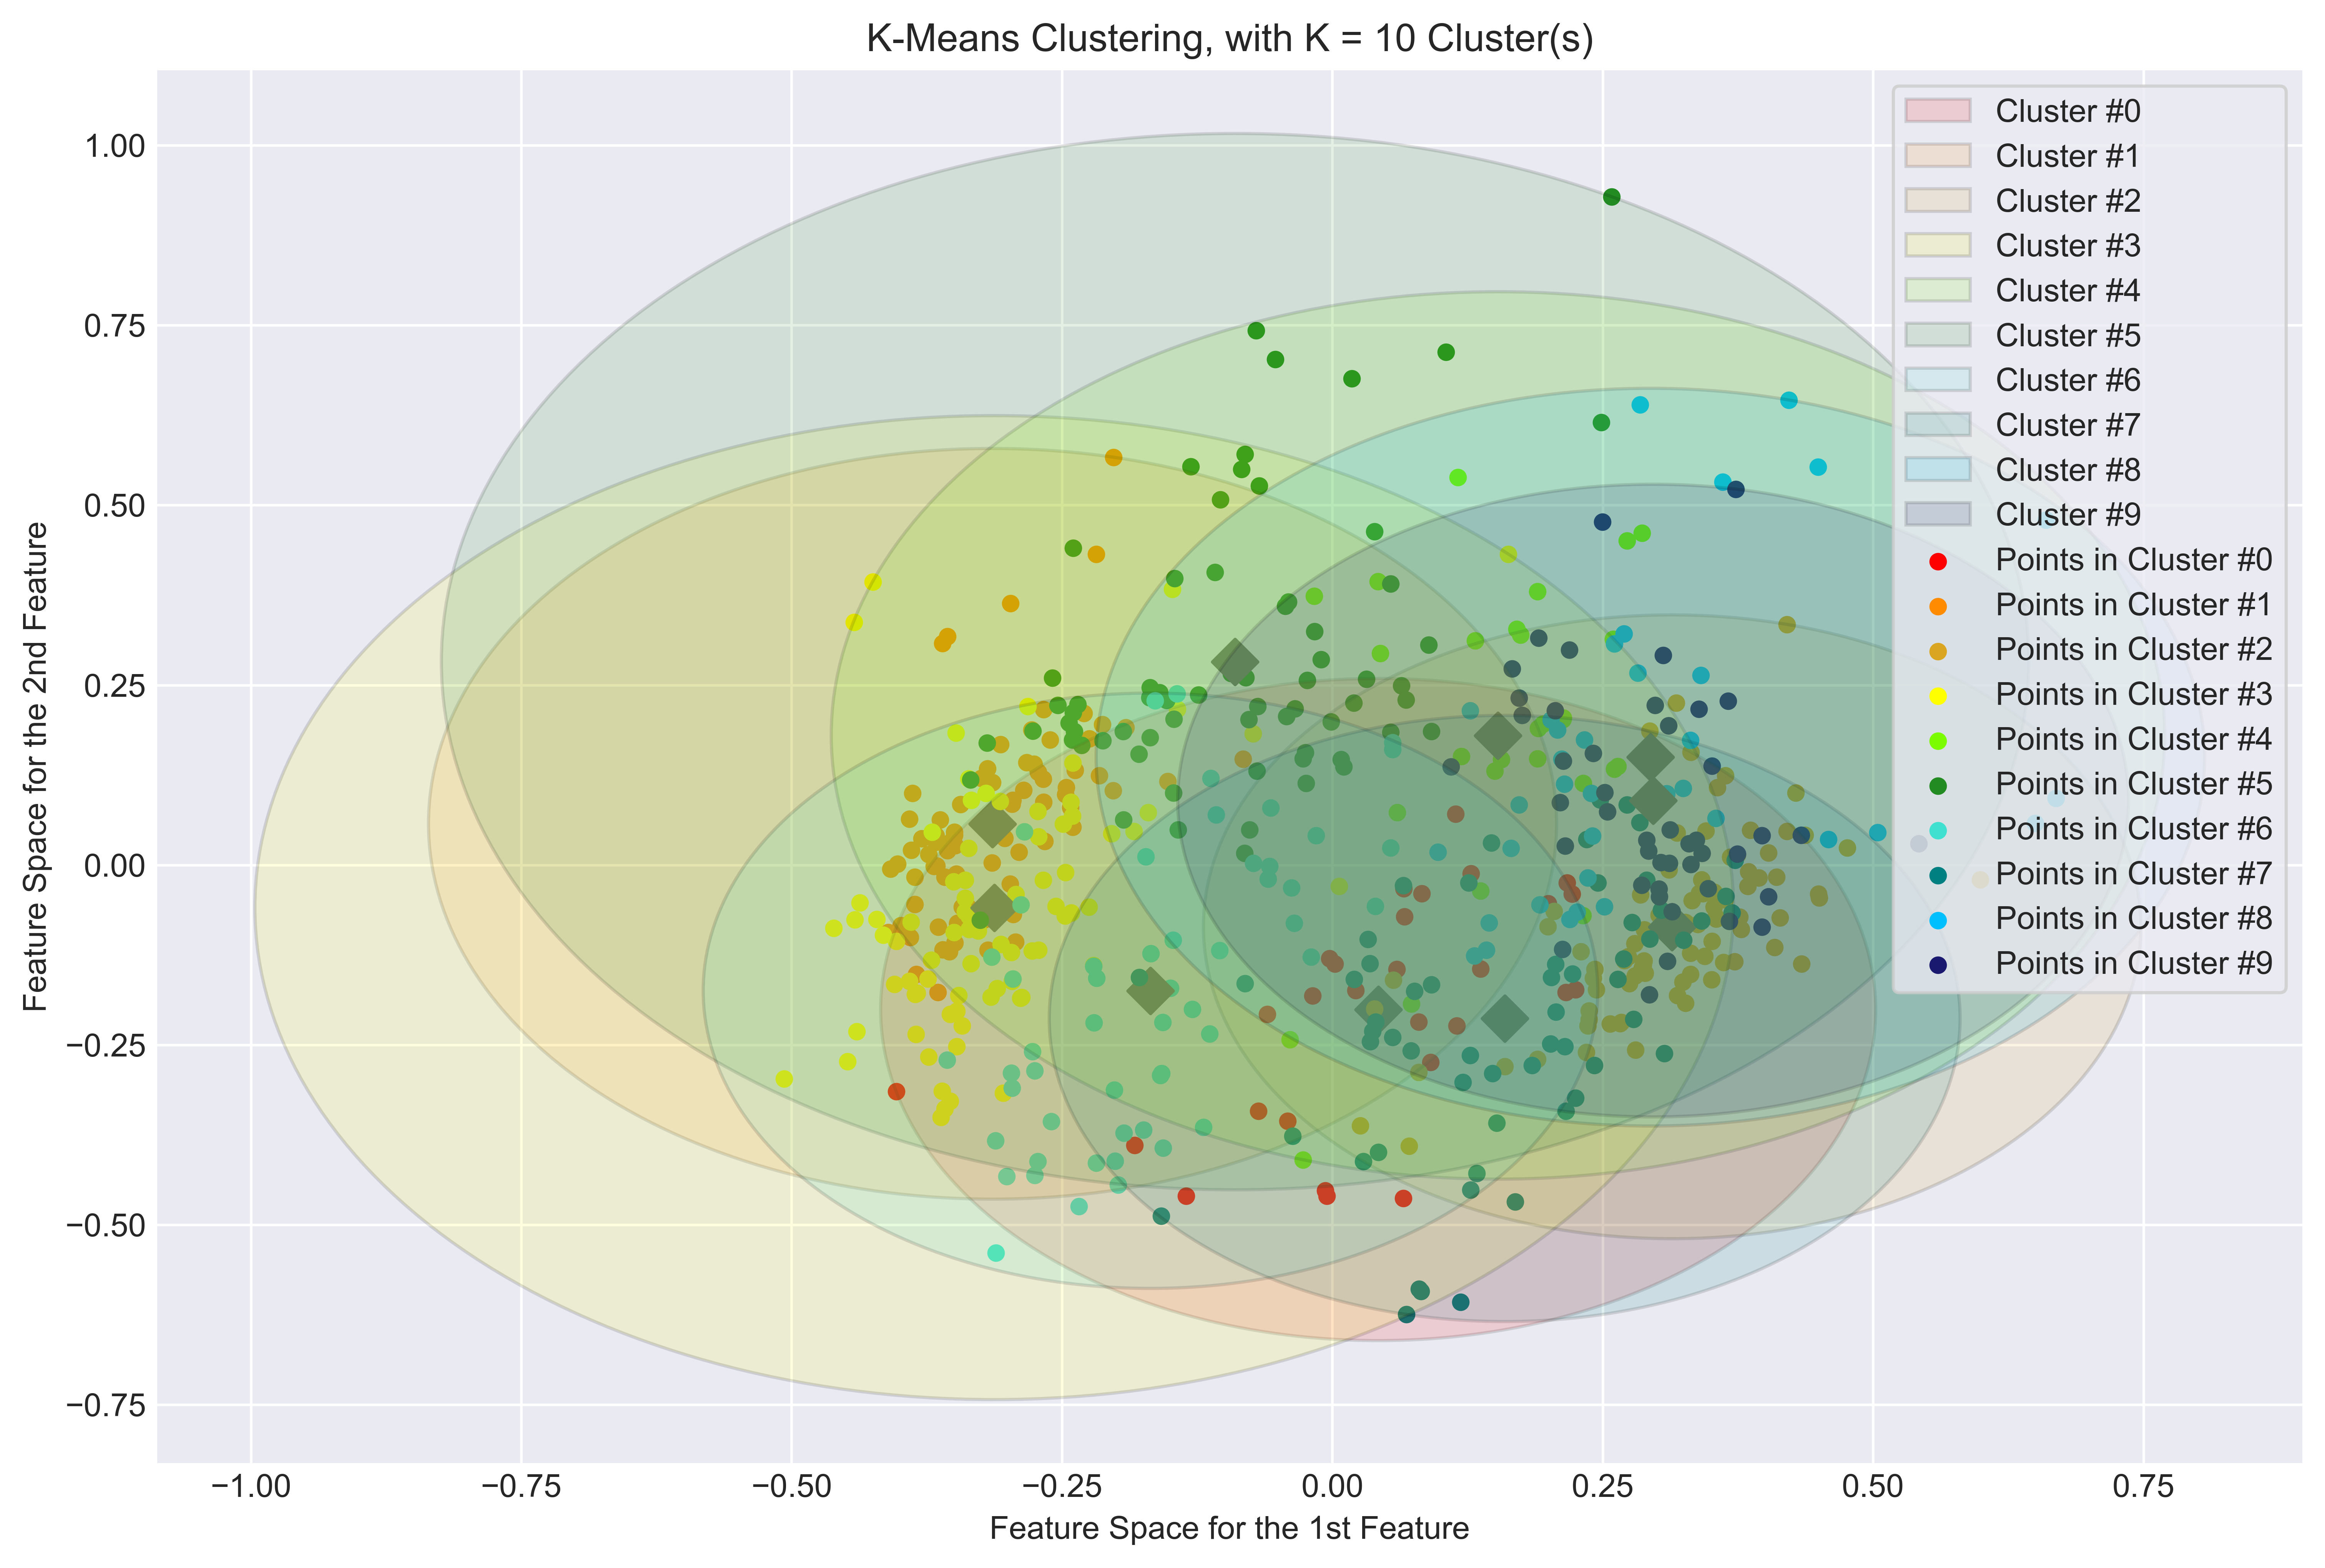 K-Means Clustering, with K = 10 Cluster(s)
Cluster #0
Cluster #1
Cluster #2
Cluster #3
Cluster #4
Cluster #5
Cluster #6
Cluster #7
Cluster #8
Cluster #9
Points in Cluster #0
Points in Cluster #1
Points in Cluster #2
Points in Cluster #3
Points in Cluster #4
Points in Cluster #5
Points in Cluster #6
Points in Cluster #7
Points in Cluster #8
Points in Cluster #9
1.00
0.75
0.50
0.25
0.00
−0.25
−0.50
−0.75
Feature Space for the 2nd Feature
−1.00 −0.75 −0.50 −0.25 0.00 0.25 0.50 0.75
Feature Space for the 1st Feature